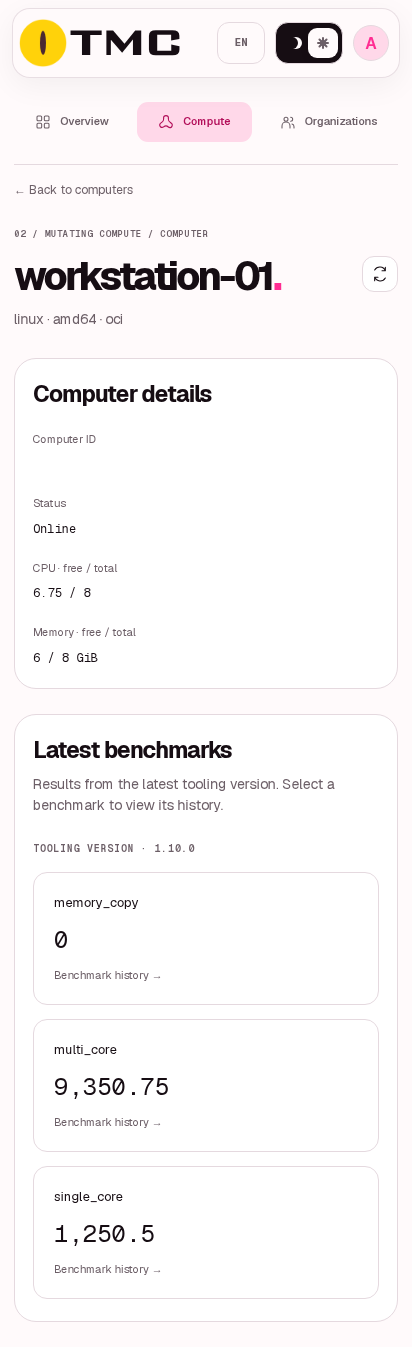 TMC
EN
A
Overview
Compute
Organizations
← Back to computers
02 / MUTATING COMPUTE / COMPUTER
workstation-01.
linux · amd64 · oci
Computer details
Computer ID
Status
Online
CPU · free / total
6.75 / 8
Memory · free / total
6 / 8 GiB
Latest benchmarks
Results from the latest tooling version. Select a
benchmark to view its history.
TOOLING VERSION · 1.10.0
memory_copy
0
Benchmark history →
multi_core
9,350.75
Benchmark history →
single_core
1,250.5
Benchmark history →